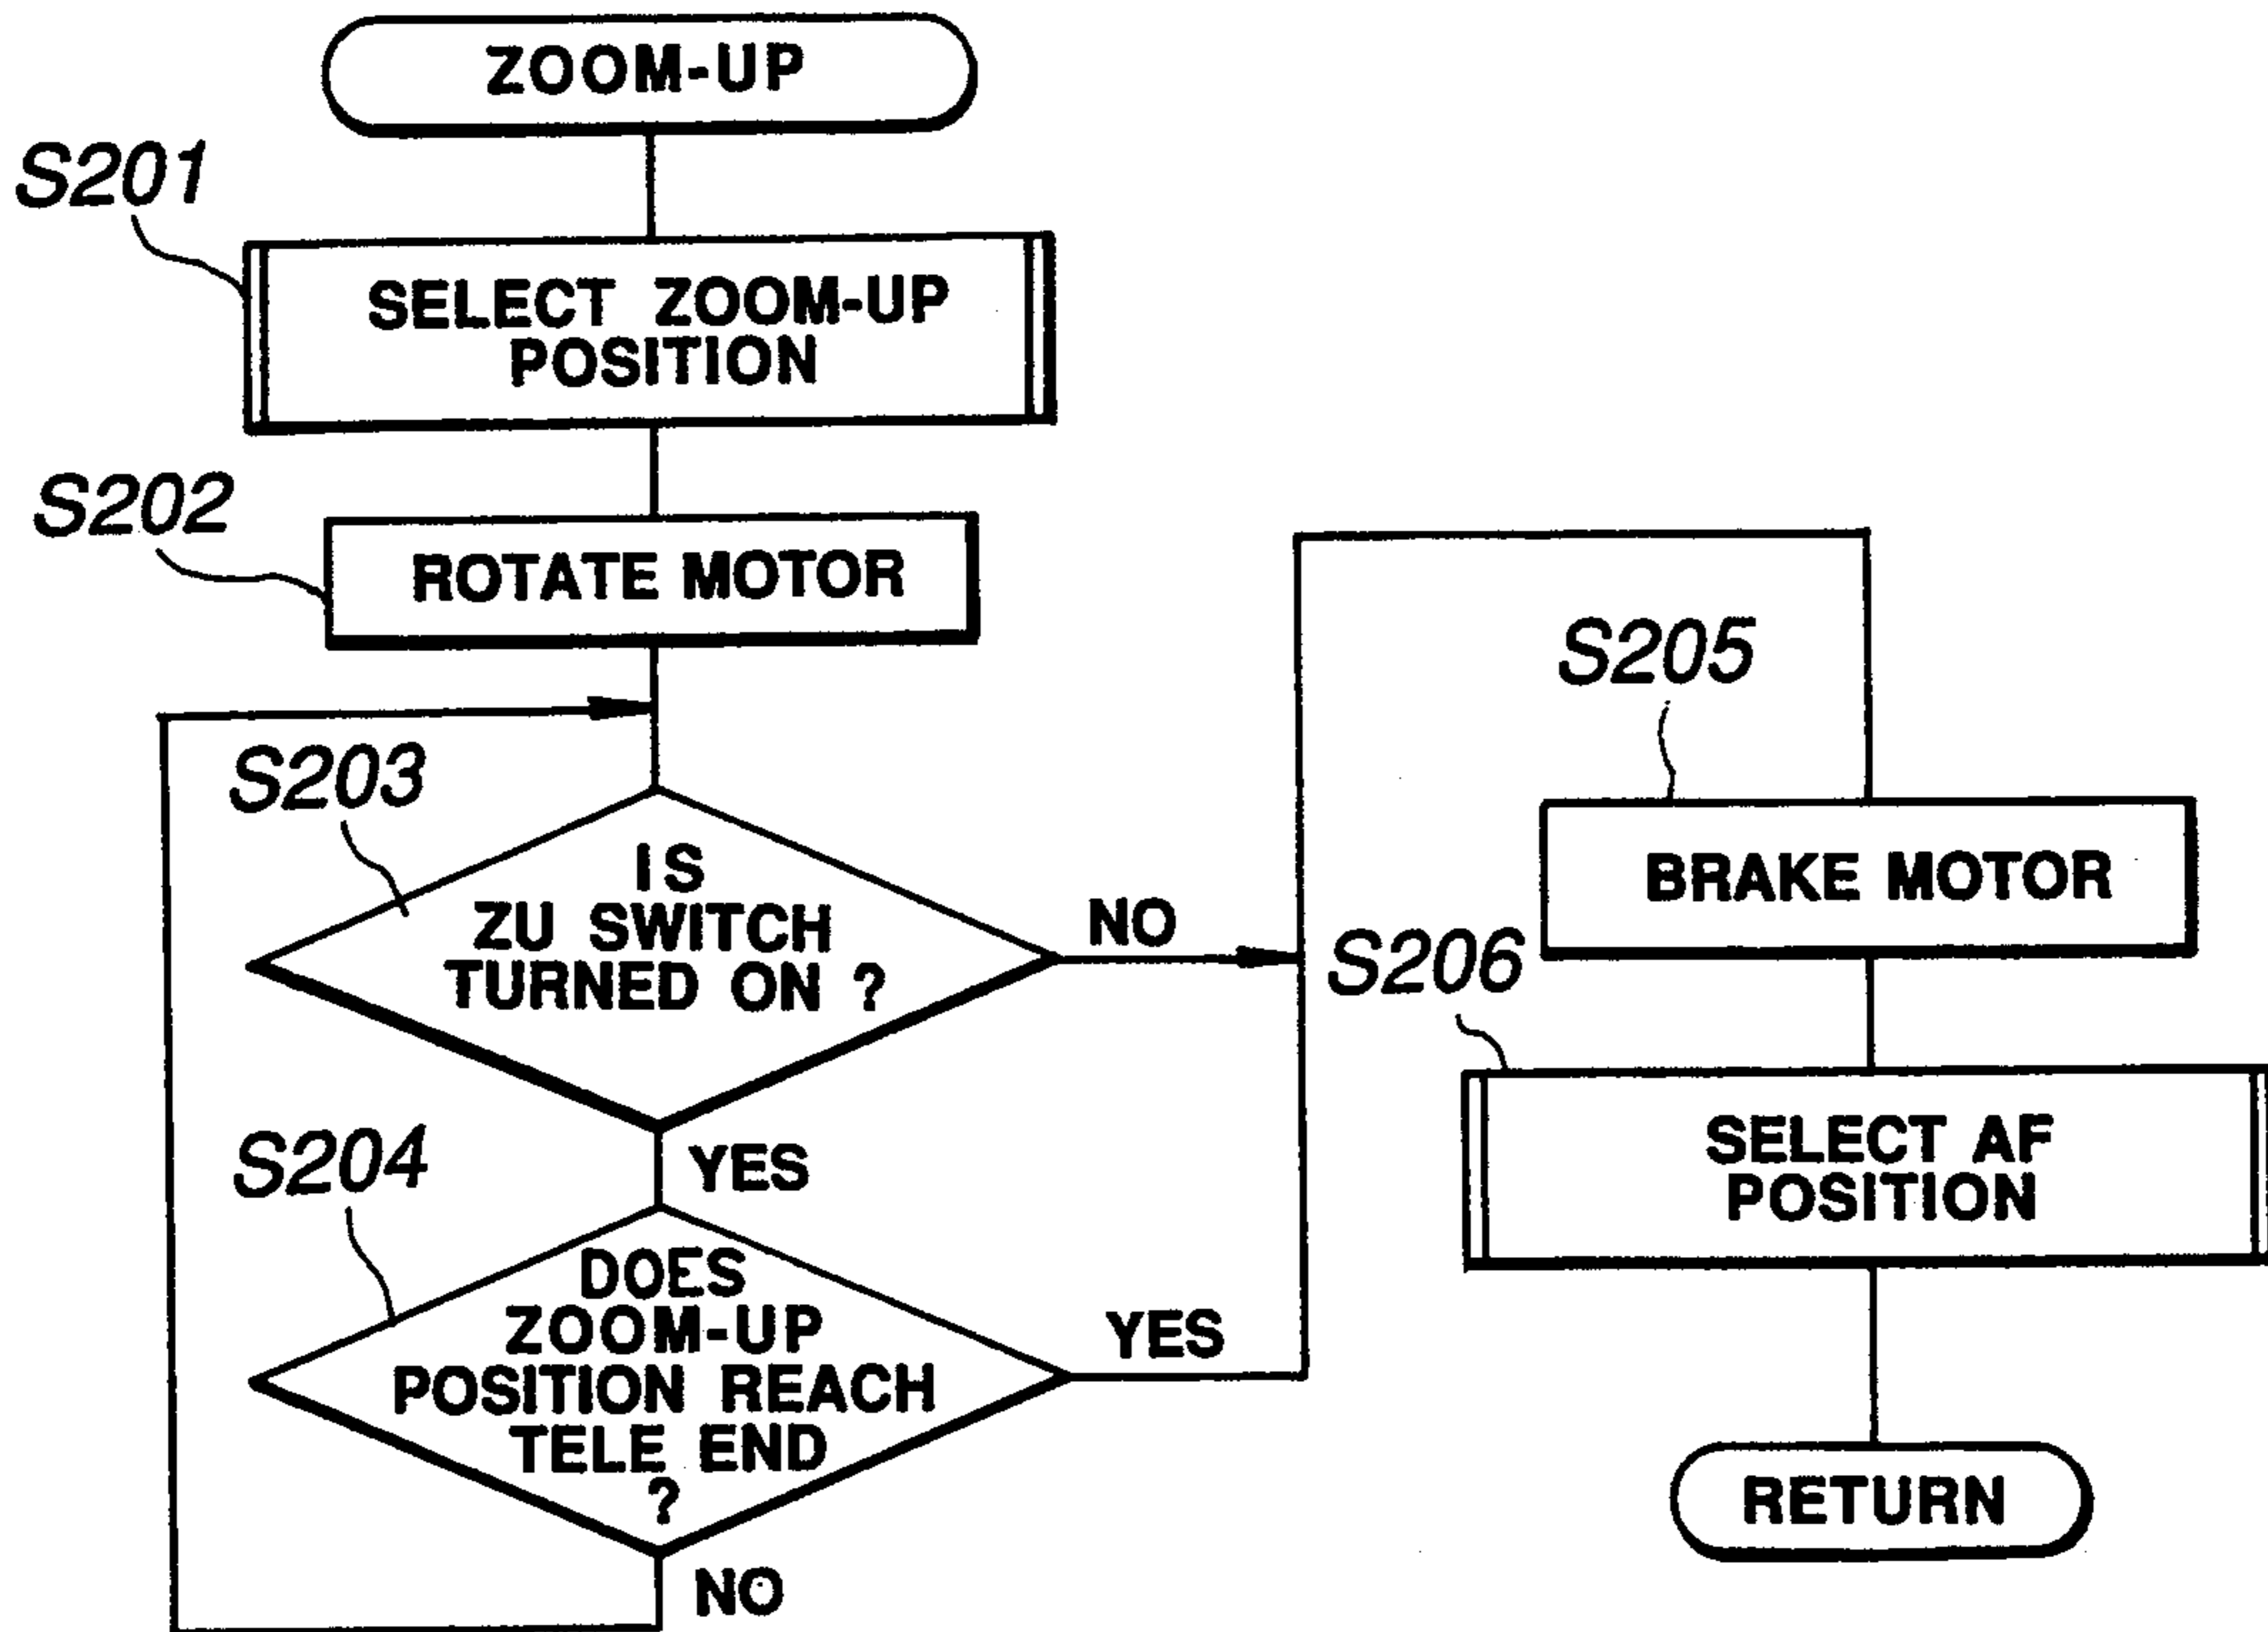 ZOOM-UP
S201
SELECT ZOOM-UP
POSITION
S202
ROTATE MOTOR
S203
IS
ZU SWITCH
TURNED ON ?
NO
YES
S204
DOES
ZOOM-UP
POSITION REACH
TELE END
?
YES
NO
S205
BRAKE MOTOR
S206
SELECT AF
POSITION
RETURN